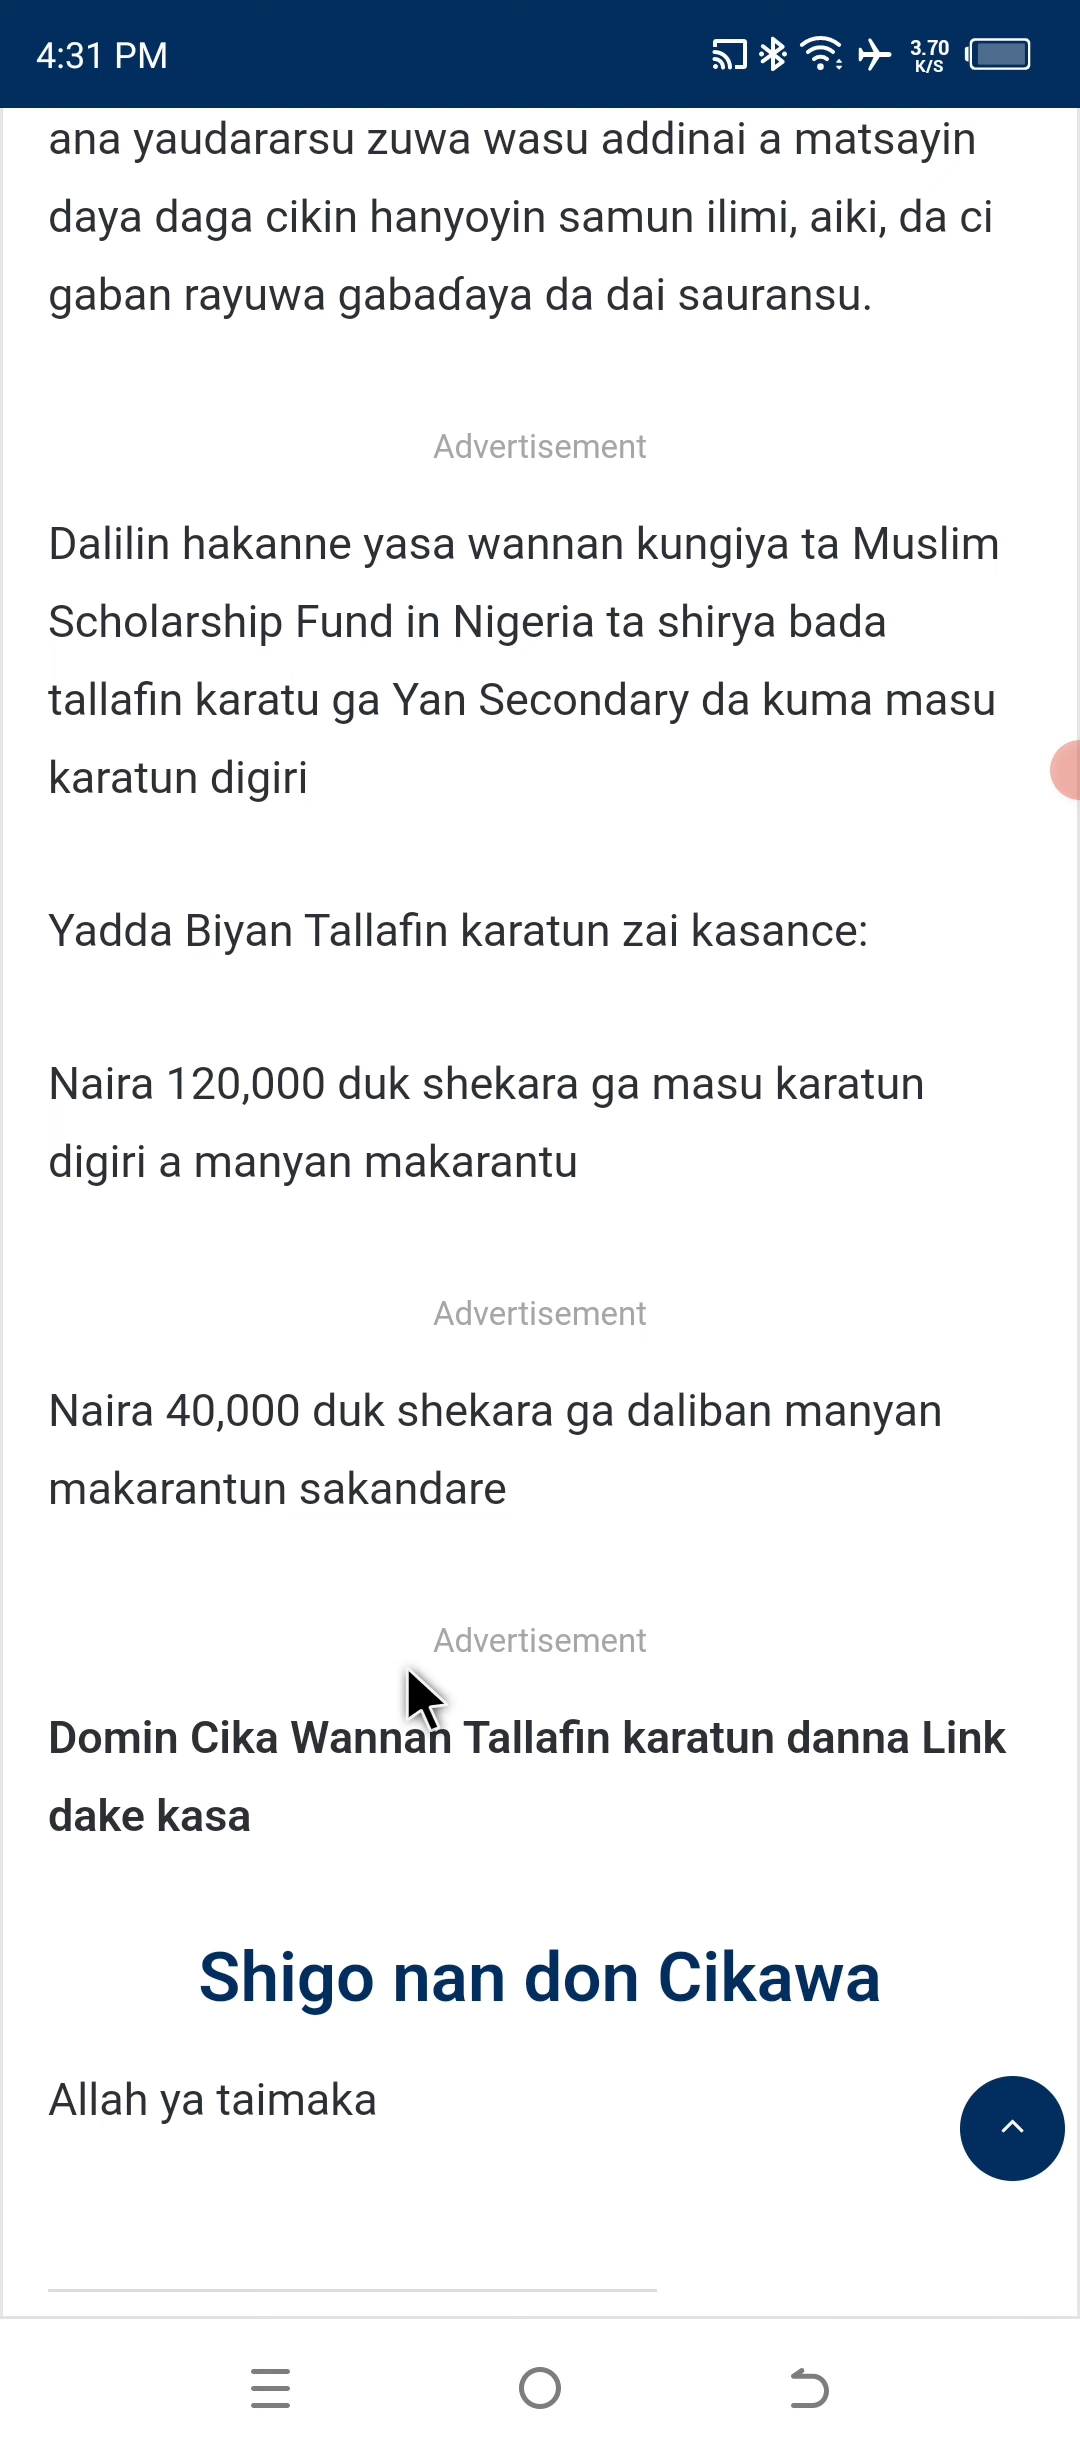 4:31 PM
3.70
K/S
ana yaudararsu zuwa wasu addinai a matsayin
daya daga cikin hanyoyin samun ilimi, aiki, da ci
gaban rayuwa gabaɗaya da dai sauransu.
Advertisement
Dalilin hakanne yasa wannan kungiya ta Muslim
Scholarship Fund in Nigeria ta shirya bada
tallafin karatu ga Yan Secondary da kuma masu
karatun digiri
Yadda Biyan Tallafin karatun zai kasance:
Naira 120,000 duk shekara ga masu karatun
digiri a manyan makarantu
Advertisement
Naira 40,000 duk shekara ga daliban manyan
makarantun sakandare
Advertisement
Domin Cika Wannan Tallafin karatun danna Link
dake kasa
Shigo nan don Cikawa
Allah ya taimaka